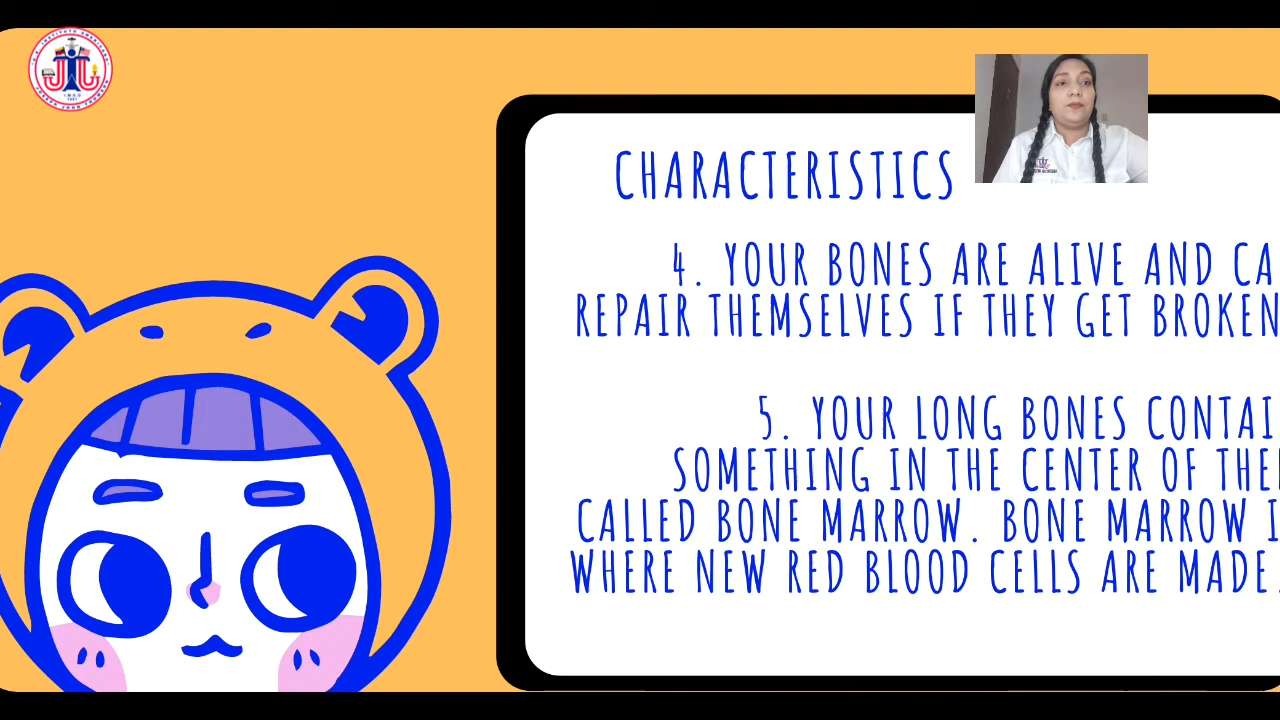 CHARACTERISTICS
4. YOUR BONES ARE ALIVE AND CA
REPAIR THEMSELVES IF THEY GET BROKEN
5. YOUR LONG BONES CONTAI
SOMETHING IN THE CENTER OF THE
CALLED BONE MARROW. BONE MARROW I
WHERE NEW RED BLOOD CELLS ARE MADE.